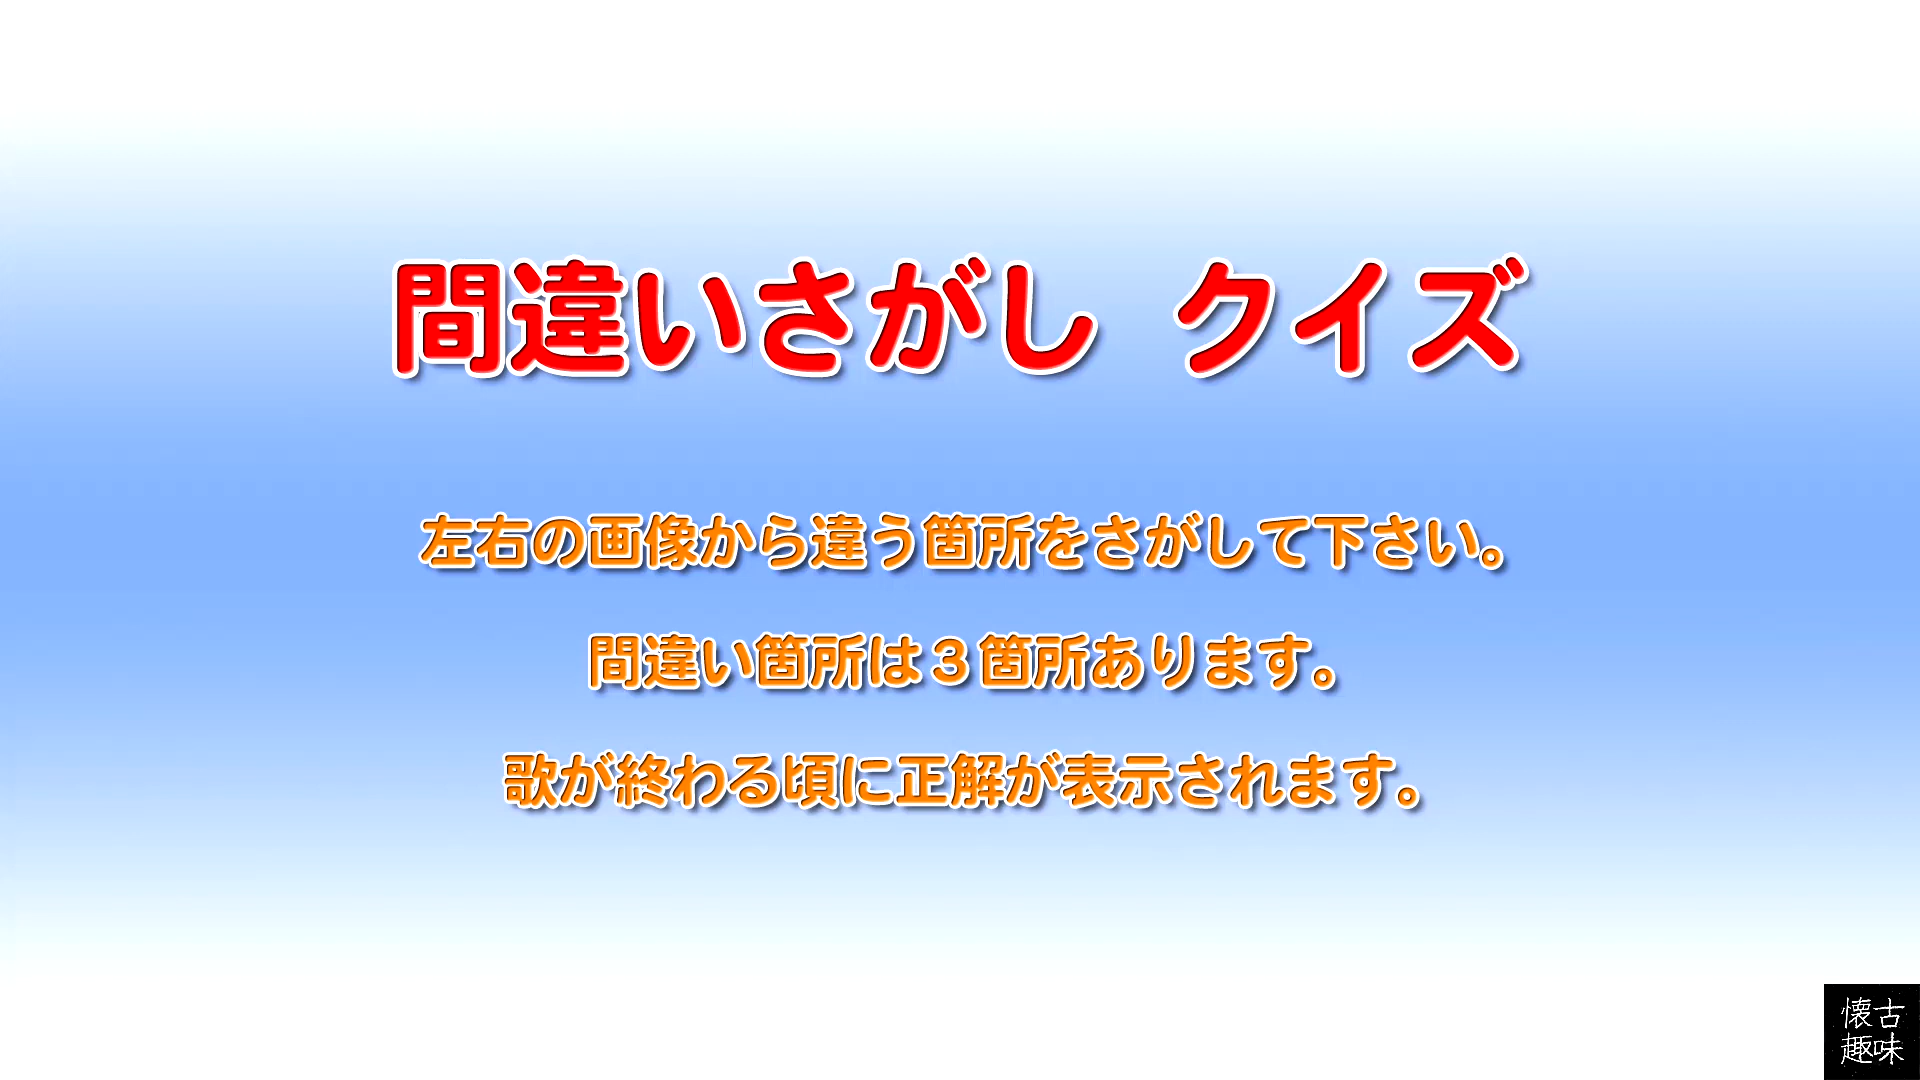 間違いさがし クイズ
左右の画像から違う箇所をさがして下さい。
間違い箇所は３箇所あります。
歌が終わる頃に正解が表示されます。
懐古
趣味